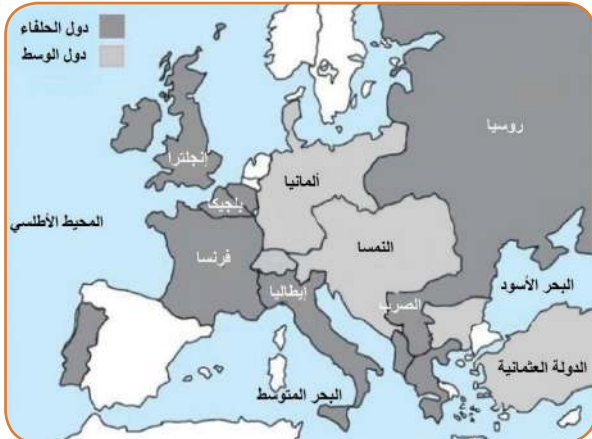 دول الحلفاء
دول الوسط
روسيا
إنجلترا
ألمانيا
بلجيكا
المحيط الأطلسي
النمسا
فرنسا
البحر الأسود
إيطاليا
الصرب
الدولة العثمانية
البحر المتوسط